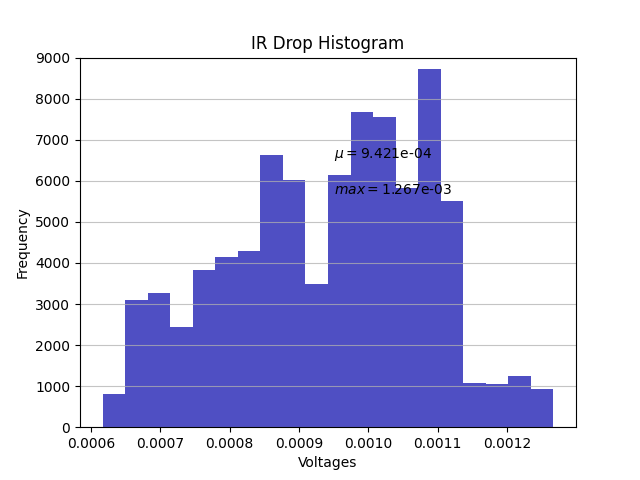 IR Drop Histogram
9000
8000
7000
6000
5000
4000
3000
2000
1000
0
Frequency
μ = 9.421e-04
max = 1.267e-03
0.0006 0.0007 0.0008 0.0009 0.0010 0.0011 0.0012
Voltages